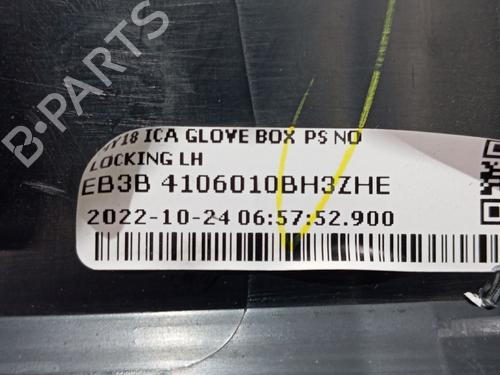 MY18 ICA GLOVE BOX PS NO
LOCKING LH
EB3B 4106010BH3ZHE
2022-10-24 06:57:52.900
B-PARTS